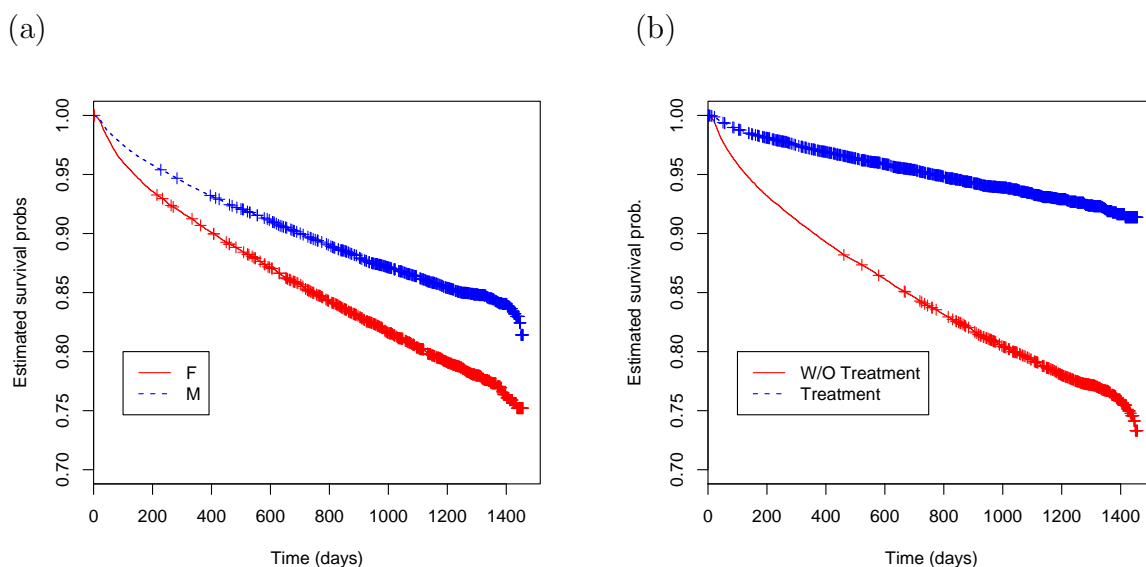 (a)
Estimated survival probs
1.00
0.95
0.90
0.85
0.80
0.75
0.70
F
M
0 200 400 600 800 1000 1200 1400
Time (days)
(b)
Estimated survival prob.
1.00
0.95
0.90
0.85
0.80
0.75
0.70
W/O Treatment
Treatment
0 200 400 600 800 1000 1200 1400
Time (days)